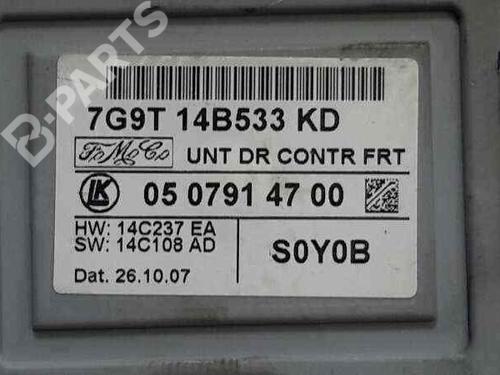 B-PARTS
7G9T 14B533 KD
FoMoCo UNT DR CONTR FRT
LK 05 0791 47 00
HW: 14C237 EA
SW: 14C108 AD
S0Y0B
Dat. 26.10.07